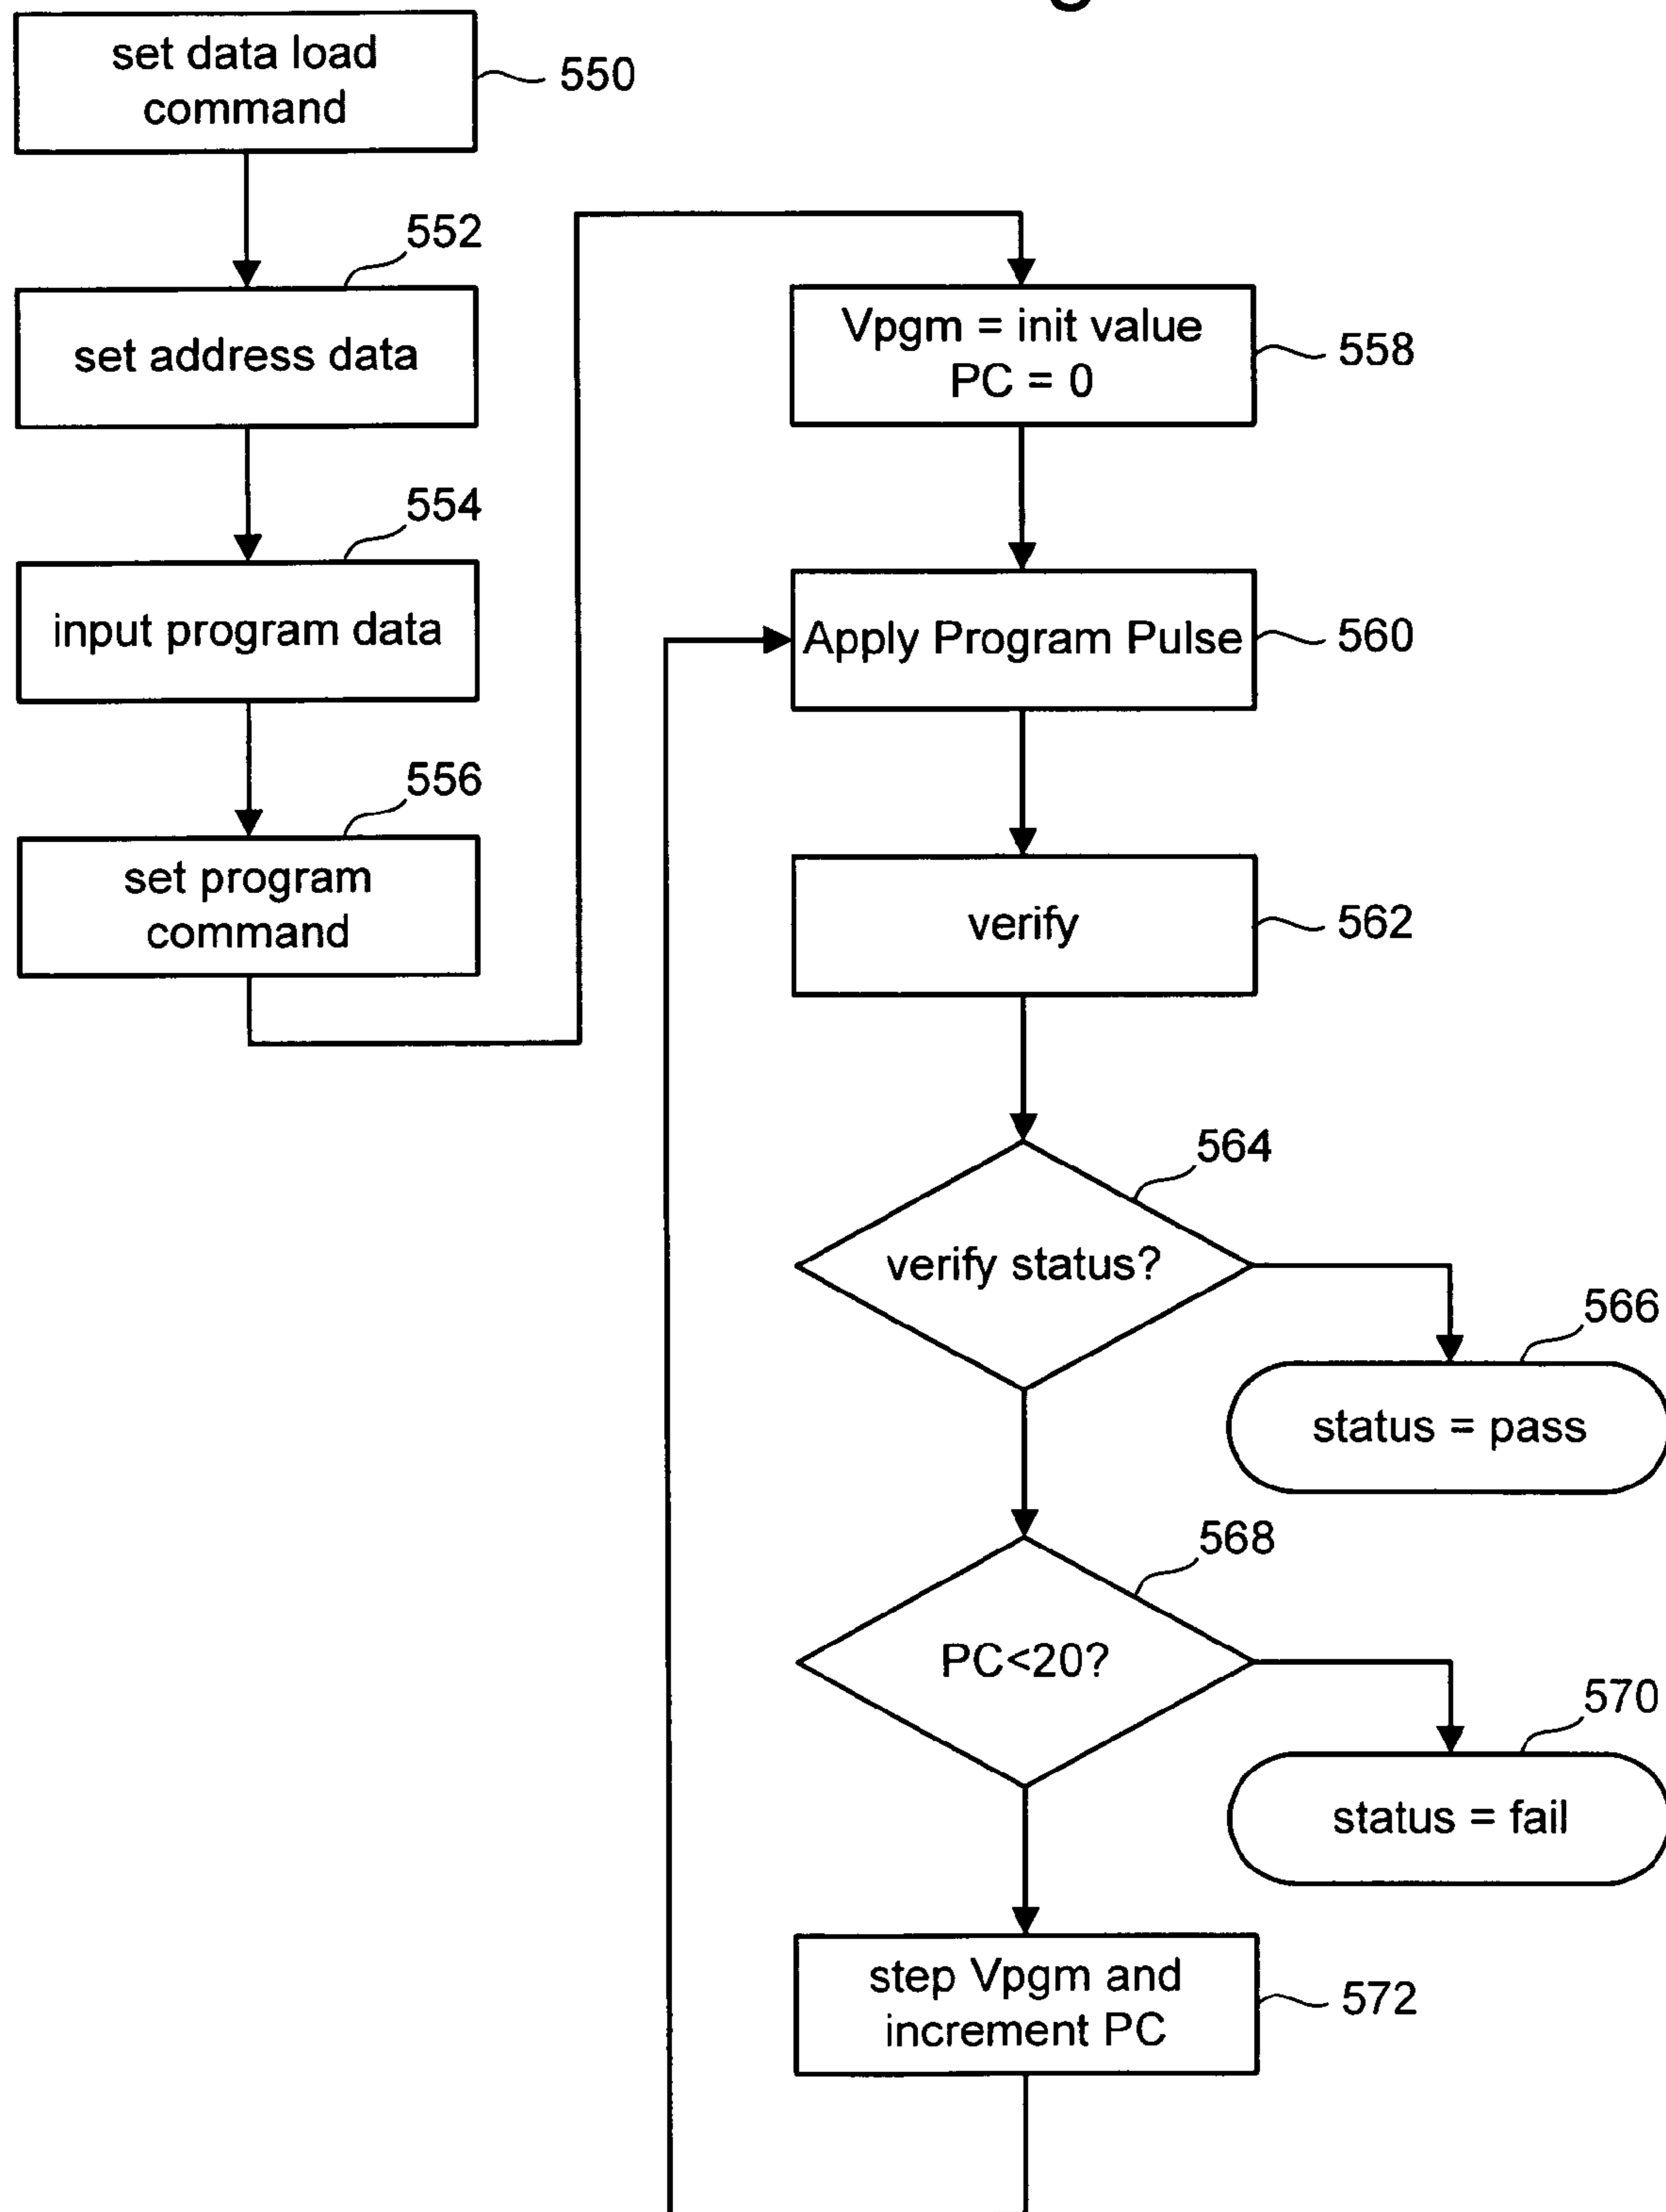 set data load
command
550
552
set address data
554
input program data
556
set program
command
Vpgm = init value
PC = 0
558
Apply Program Pulse
560
verify
562
564
verify status?
566
status = pass
568
PC<20?
570
status = fail
step Vpgm and
increment PC
572